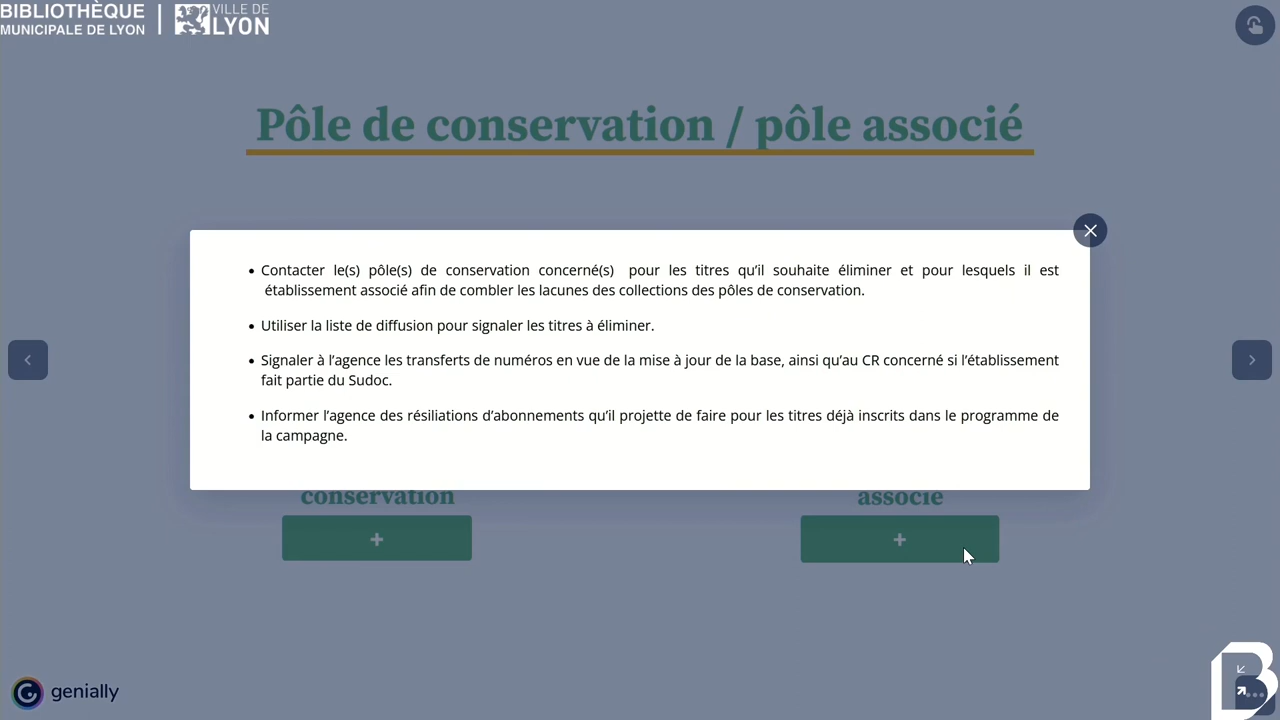 BIBLIOTHÈQUE
MUNICIPALE DE LYON
VILLE DE
LYON
Pôle de conservation / pôle associé
• Contacter le(s) pôle(s) de conservation concerné(s) pour les titres qu'il souhaite éliminer et pour lesquels il est
établissement associé afin de combler les lacunes des collections des pôles de conservation.
• Utiliser la liste de diffusion pour signaler les titres à éliminer.
• Signaler à l'agence les transferts de numéros en vue de la mise à jour de la base, ainsi qu'au CR concerné si l'établissement
fait partie du Sudoc.
• Informer l'agence des résiliations d'abonnements qu'il projette de faire pour les titres déjà inscrits dans le programme de
la campagne.
conservation
associé
+
+
genially